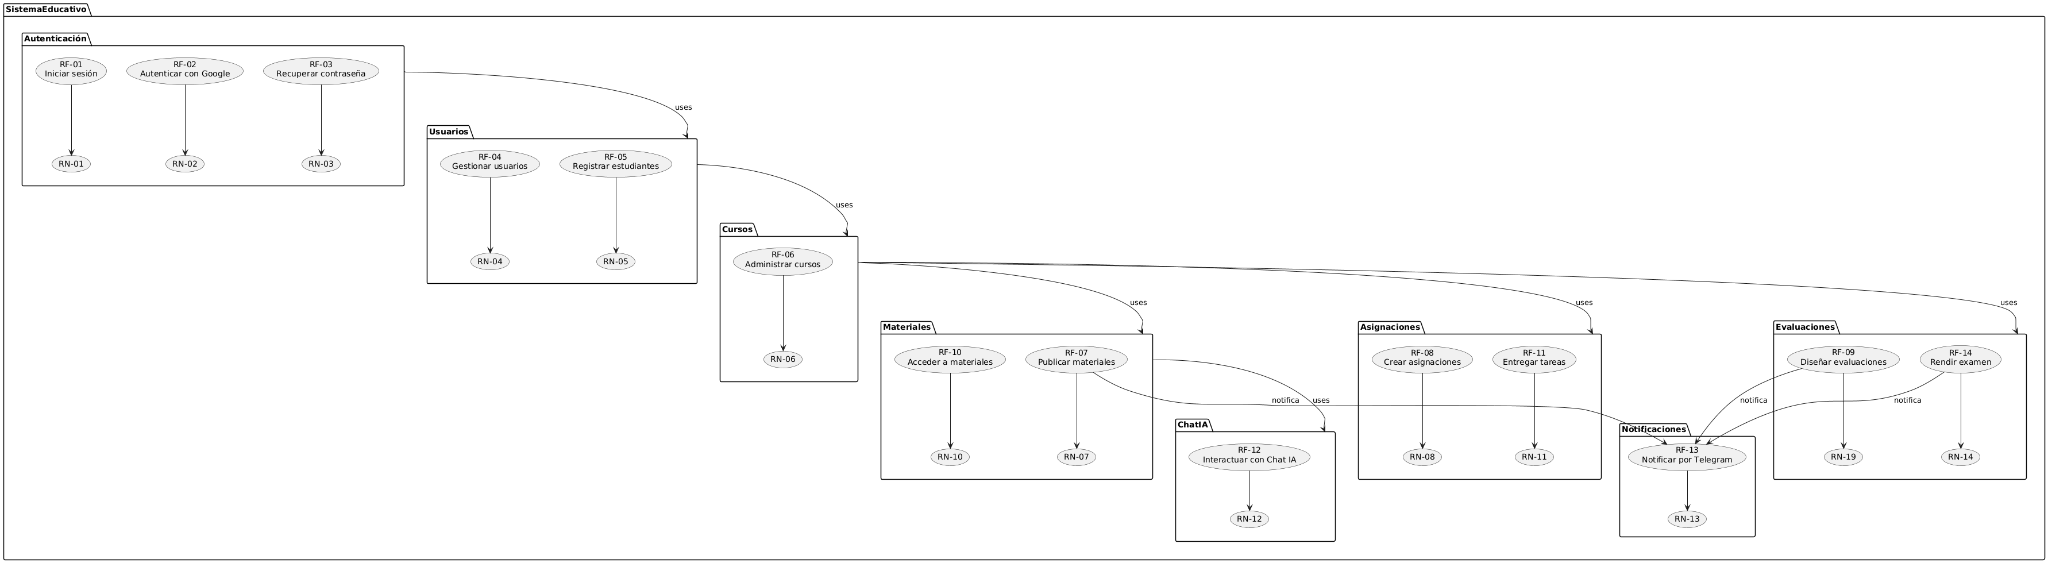 SistemaEducativo
Autenticación
RF-01
Iniciar sesión
RF-02
Autenticar con Google
RF-03
Recuperar contraseña
RN-01
RN-02
RN-03
uses
Usuarios
RF-04
Gestionar usuarios
RF-05
Registrar estudiantes
RN-04
RN-05
uses
Cursos
RF-06
Administrar cursos
RN-06
uses
uses
uses
Materiales
RF-10
Acceder a materiales
RF-07
Publicar materiales
RN-10
RN-07
notifica
uses
ChatIA
RF-12
Interactuar con Chat IA
RN-12
Asignaciones
RF-08
Crear asignaciones
RF-11
Entregar tareas
RN-08
RN-11
Evaluaciones
RF-09
Diseñar evaluaciones
RF-14
Rendir examen
notifica
notifica
RN-19
RN-14
Notificaciones
RF-13
Notificar por Telegram
RN-13